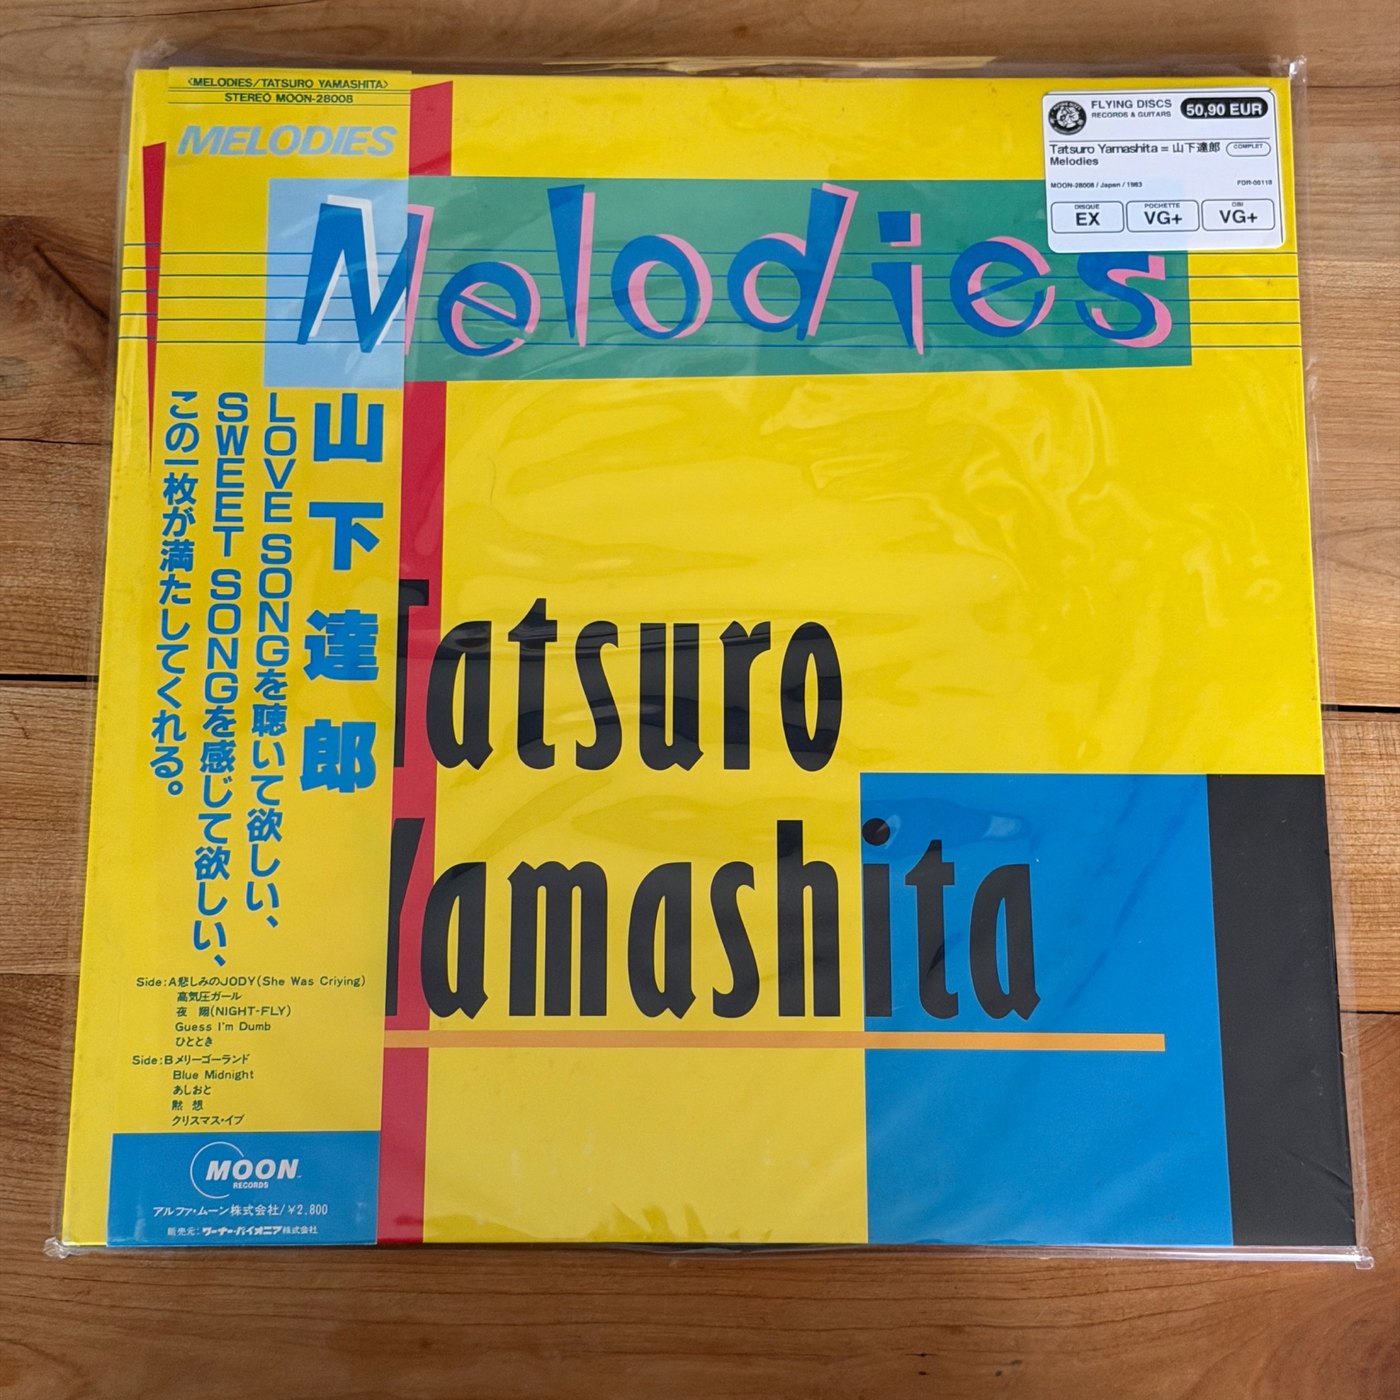 <MELODIES/TATSURO YAMASHITA>
STEREO MOON-28008
MELODIES
Melodies
山下達郎
LOVE SONGを聴いて欲しい、
SWEET SONGを感じて欲しい、
この一枚が満たしてくれる。
Tatsuro
Yamashita
Side:A悲しみのJODY(She Was Criying)
高気圧ガール
夜 翔(NIGHT-FLY)
Guess I'm Dumb
ひととき
Side:Bメリー・ゴー・ランド
Blue Midnight
あしおと
黙 想
クリスマス・イブ
MOON
RECORDS
アルファ・ムーン株式会社/¥2,800
販売元:ワーナー・パイオニア株式会社
FLYING DISCS
RECORDS & GUITARS
50,90 EUR
Tatsuro Yamashita = 山下達郎
COMPLET
Melodies
MOON-28008 / Japan / 1983
FDR-00118
DISQUE
EX
POCHETTE
VG+
OBI
VG+